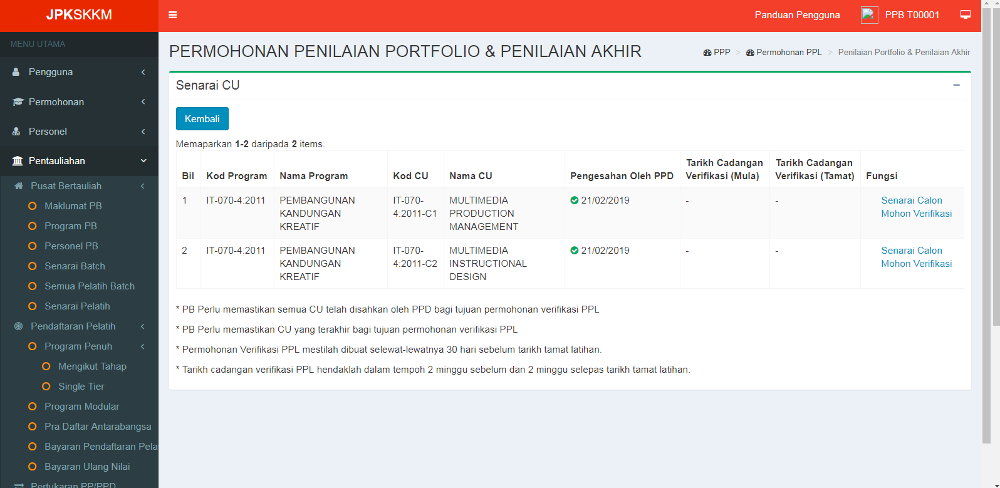 JPKSKKM
Panduan Pengguna
PPB T00001
MENU UTAMA
Pengguna
Permohonan
Personel
Pentauliahan
Pusat Bertauliah
Maklumat PB
Program PB
Personel PB
Senarai Batch
Semua Pelatih Batch
Senarai Pelatih
Pendaftaran Pelatih
Program Penuh
Mengikut Tahap
Single Tier
Program Modular
Pra Daftar Antarabangsa
Bayaran Pendaftaran Pela
Bayaran Ulang Nilai
Pertukaran PP/PPD
PERMOHONAN PENILAIAN PORTFOLIO & PENILAIAN AKHIR
PPP > Permohonan PPL > Penilaian Portfolio & Penilaian Akhir
Senarai CU
Kembali
Memaparkan 1-2 daripada 2 items.
Tarikh Cadangan Tarikh Cadangan
Bil Kod Program Nama Program Kod CU Nama CU Pengesahan Oleh PPD Verifikasi (Mula) Verifikasi (Tamat) Fungsi
1 IT-070-4:2011 PEMBANGUNAN IT-070- MULTIMEDIA 21/02/2019 - - Senarai Calon
KANDUNGAN 4:2011-C1 PRODUCTION Mohon Verifikasi
KREATIF MANAGEMENT
2 IT-070-4:2011 PEMBANGUNAN IT-070- MULTIMEDIA 21/02/2019 - - Senarai Calon
KANDUNGAN 4:2011-C2 INSTRUCTIONAL Mohon Verifikasi
KREATIF DESIGN
* PB Perlu memastikan semua CU telah disahkan oleh PPD bagi tujuan permohonan verifikasi PPL
* PB Perlu memastikan CU yang terakhir bagi tujuan permohonan verifikasi PPL
* Permohonan Verifikasi PPL mestilah dibuat selewat-lewatnya 30 hari sebelum tarikh tamat latihan.
* Tarikh cadangan verifikasi PPL hendaklah dalam tempoh 2 minggu sebelum dan 2 minggu selepas tarikh tamat latihan.